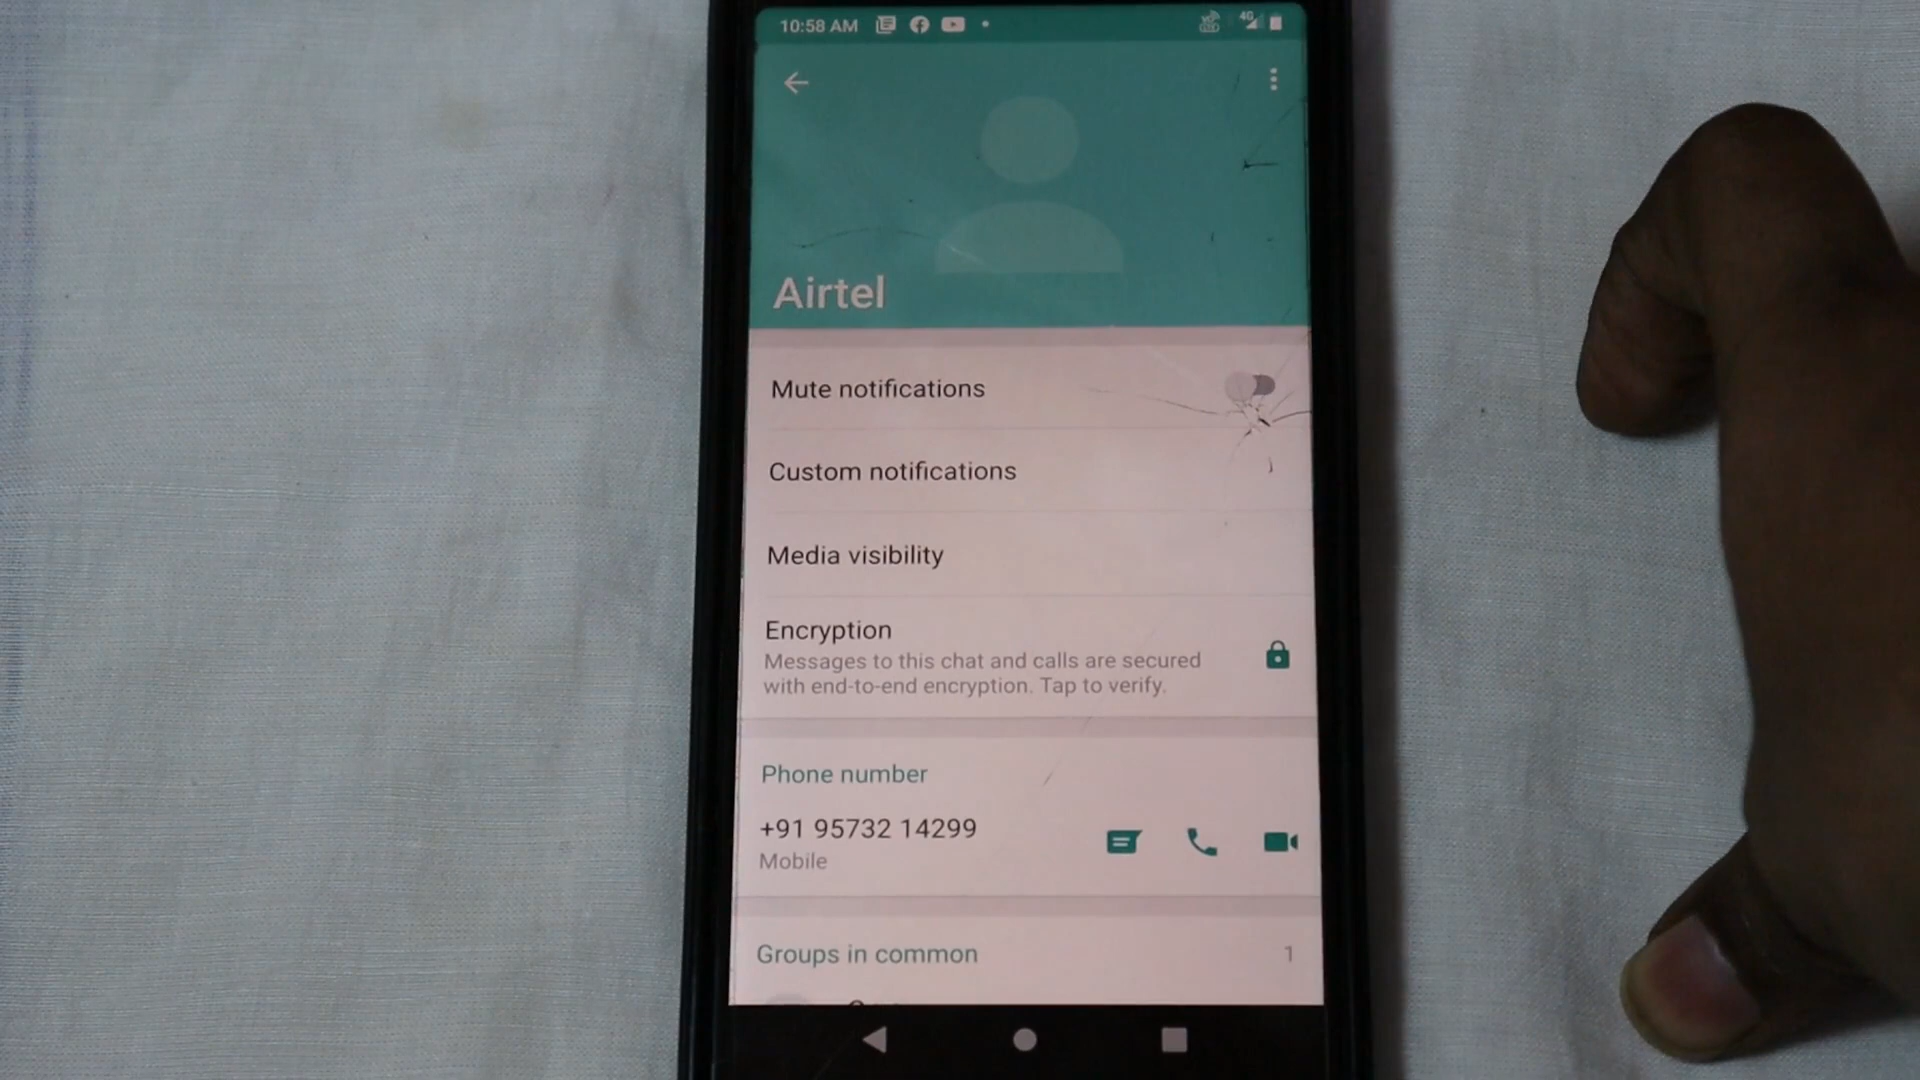 10:58 AM
4G
Airtel
Mute notifications
Custom notifications
Media visibility
Encryption
Messages to this chat and calls are secured
with end-to-end encryption. Tap to verify.
Phone number
+91 95732 14299
Mobile
Groups in common 1